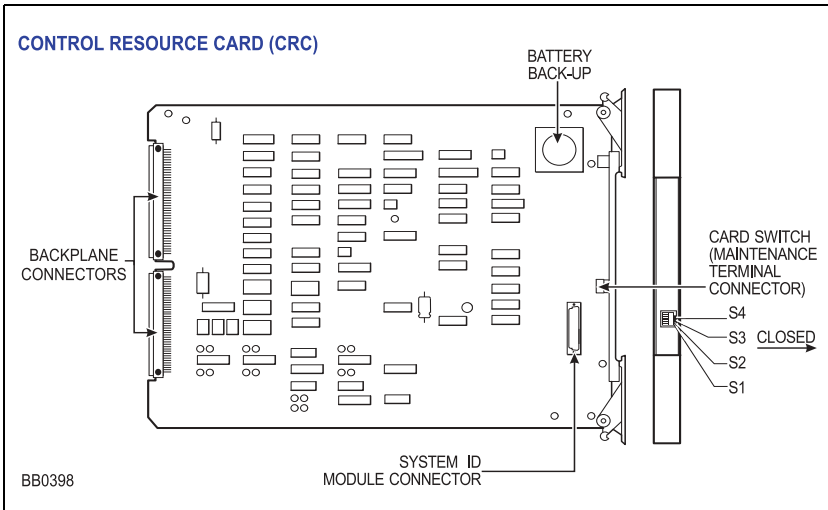 CONTROL RESOURCE CARD (CRC)
BATTERY
BACK-UP
BACKPLANE
CONNECTORS
CARD SWITCH
(MAINTENANCE
TERMINAL
CONNECTOR)
S4
S3
CLOSED
S2
S1
SYSTEM ID
MODULE CONNECTOR
BB0398